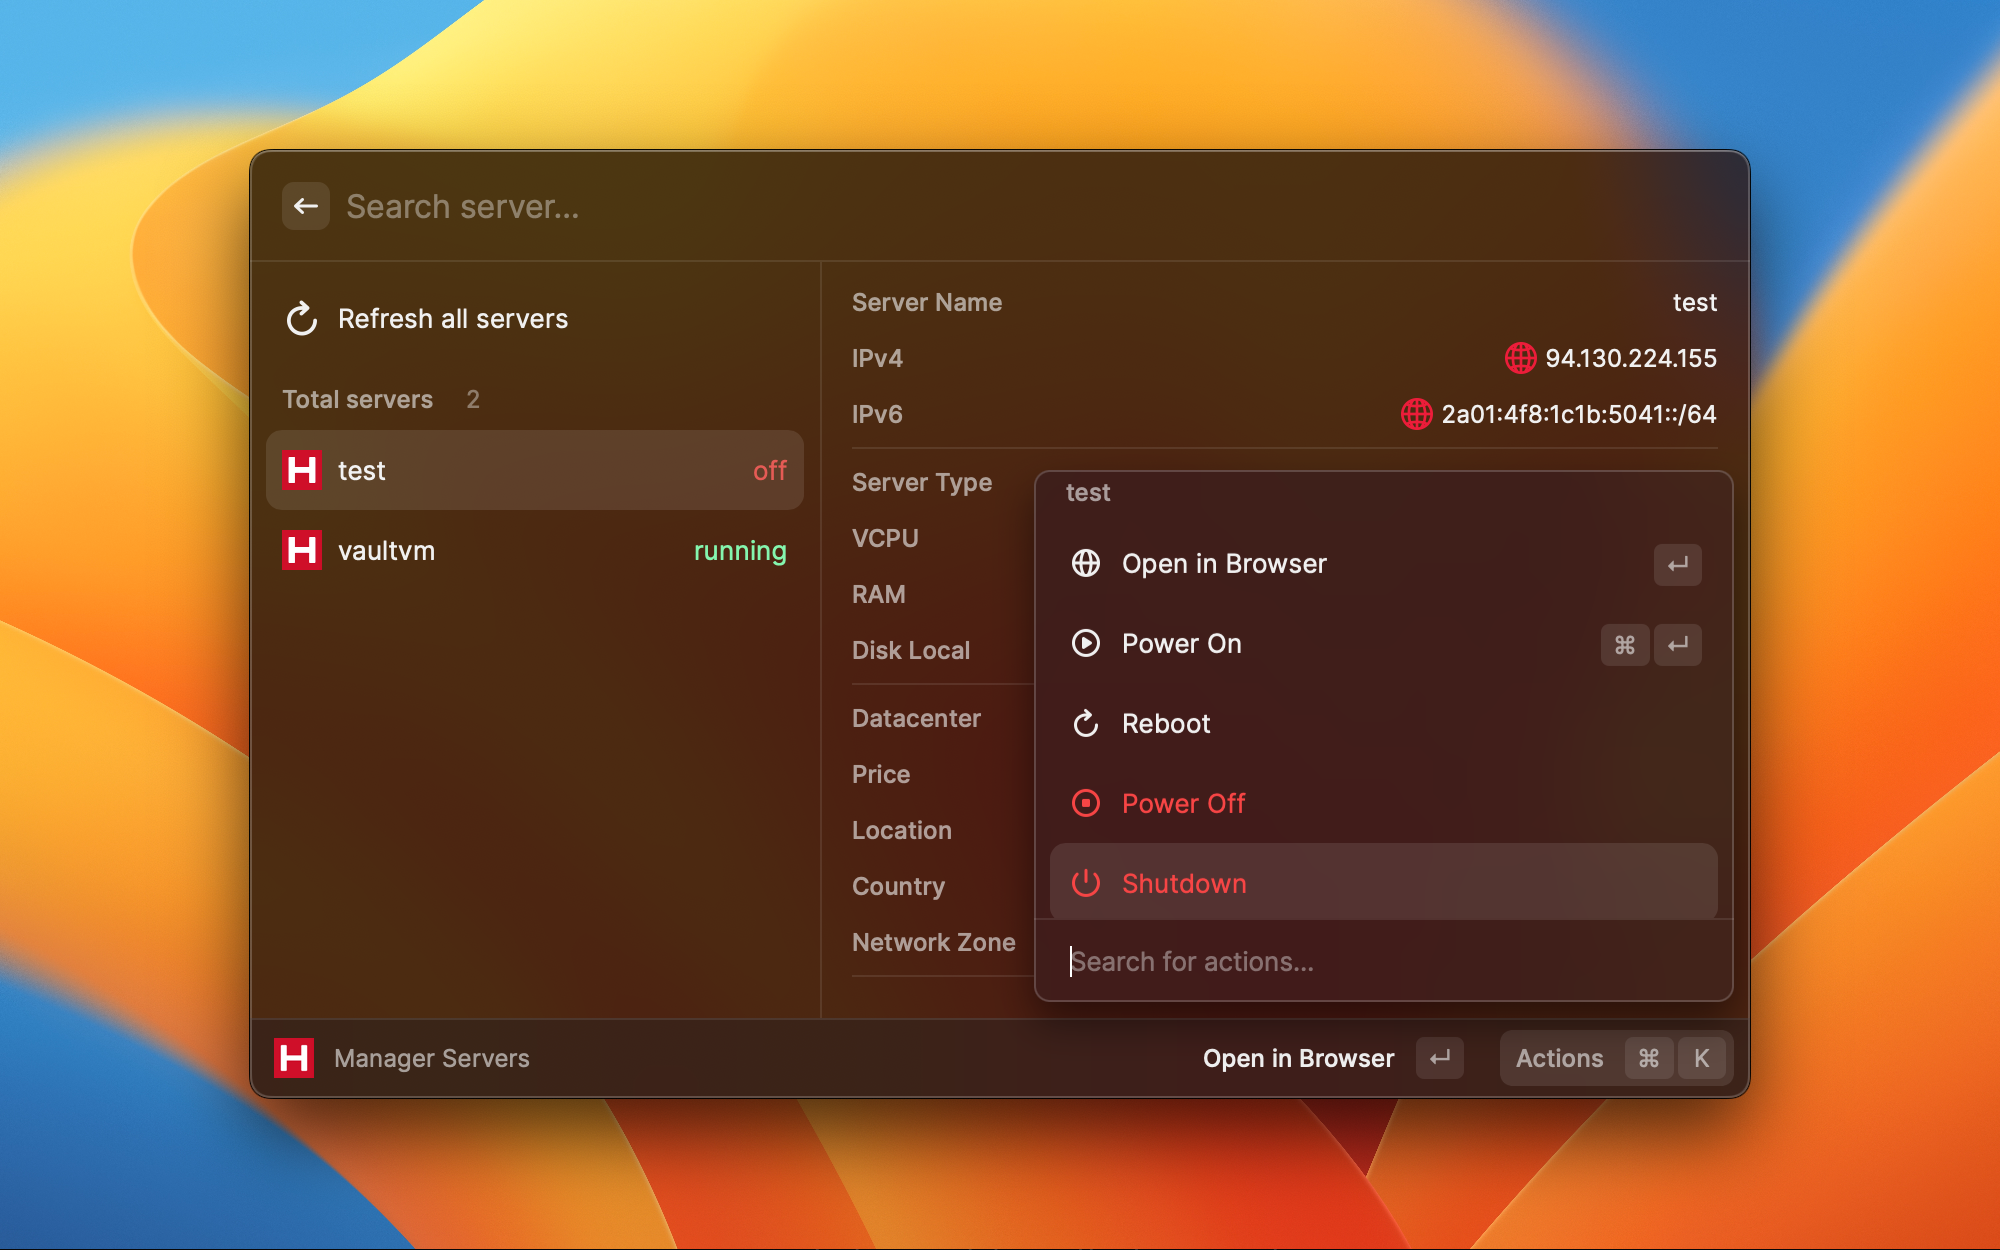 Search server...
Refresh all servers
Total servers 2
H test off
H vaultvm running
Server Name test
IPv4 94.130.224.155
IPv6 2a01:4f8:1c1b:5041::/64
Server Type
VCPU
RAM
Disk Local
Datacenter
Price
Location
Country
Network Zone
test
Open in Browser ↵
Power On ⌘ ↵
Reboot
Power Off
Shutdown
Search for actions...
H Manager Servers
Open in Browser ↵ Actions ⌘ K